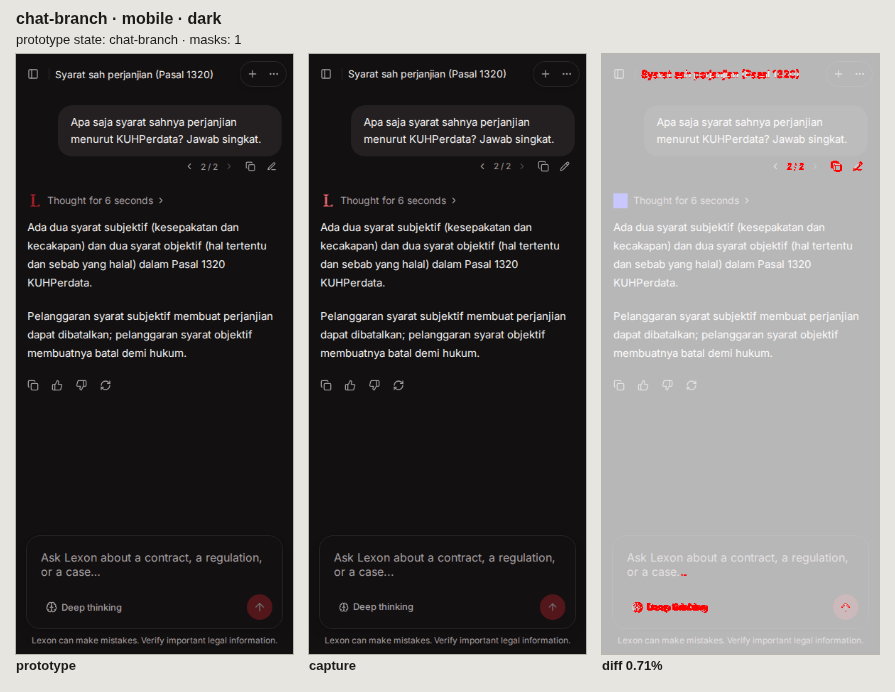 chat-branch · mobile · dark
prototype state: chat-branch · masks: 1
Syarat sah perjanjian (Pasal 1320)
Apa saja syarat sahnya perjanjian
menurut KUHPerdata? Jawab singkat.
2/2
L Thought for 6 seconds
Ada dua syarat subjektif (kesepakatan dan
kecakapan) dan dua syarat objektif (hal tertentu
dan sebab yang halal) dalam Pasal 1320
KUHPerdata.
Pelanggaran syarat subjektif membuat perjanjian
dapat dibatalkan; pelanggaran syarat objektif
membuatnya batal demi hukum.
Ask Lexon about a contract, a regulation,
or a case...
Deep thinking
Lexon can make mistakes. Verify important legal information.
prototype
Syarat sah perjanjian (Pasal 1320)
Apa saja syarat sahnya perjanjian
menurut KUHPerdata? Jawab singkat.
2/2
L Thought for 6 seconds
Ada dua syarat subjektif (kesepakatan dan
kecakapan) dan dua syarat objektif (hal tertentu
dan sebab yang halal) dalam Pasal 1320
KUHPerdata.
Pelanggaran syarat subjektif membuat perjanjian
dapat dibatalkan; pelanggaran syarat objektif
membuatnya batal demi hukum.
Ask Lexon about a contract, a regulation,
or a case...
Deep thinking
Lexon can make mistakes. Verify important legal information.
capture
Syarat sah perjanjian (Pasal 1320)
Apa saja syarat sahnya perjanjian
menurut KUHPerdata? Jawab singkat.
2/2
Thought for 6 seconds
Ada dua syarat subjektif (kesepakatan dan
kecakapan) dan dua syarat objektif (hal tertentu
dan sebab yang halal) dalam Pasal 1320
KUHPerdata.
Pelanggaran syarat subjektif membuat perjanjian
dapat dibatalkan; pelanggaran syarat objektif
membuatnya batal demi hukum.
Ask Lexon about a contract, a regulation,
or a case...
Deep thinking
Lexon can make mistakes. Verify important legal information.
diff 0.71%